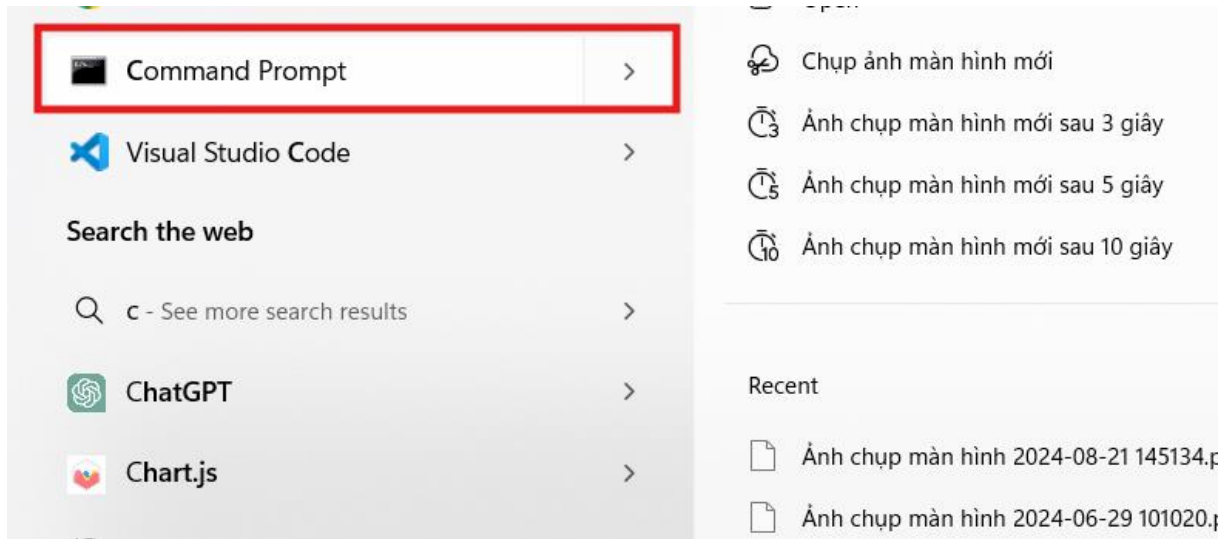 Command Prompt
Visual Studio Code
Search the web
c - See more search results
ChatGPT
Chart.js
Open
Chụp ảnh màn hình mới
Ảnh chụp màn hình mới sau 3 giây
Ảnh chụp màn hình mới sau 5 giây
Ảnh chụp màn hình mới sau 10 giây
Recent
Ảnh chụp màn hình 2024-08-21 145134.p
Ảnh chụp màn hình 2024-06-29 101020.p